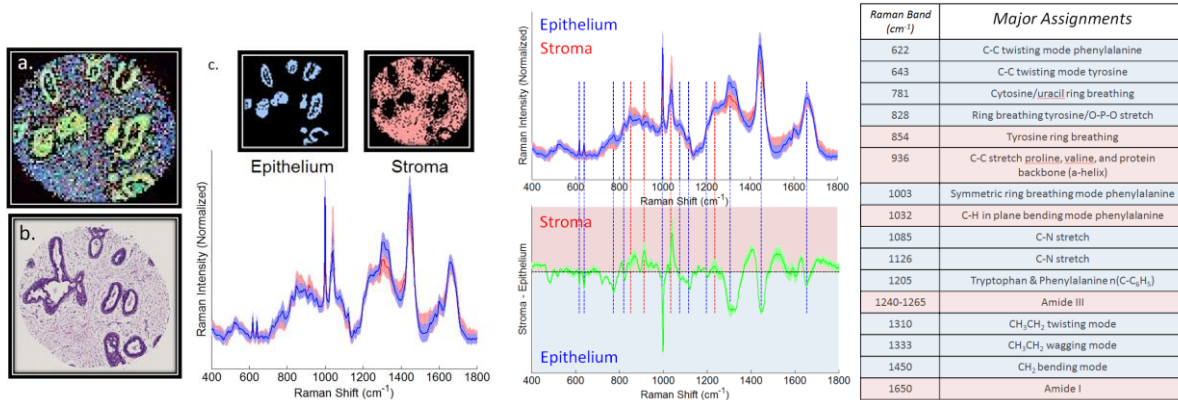 a.
b.
c.
Epithelium
Stroma
Raman Intensity (Normalized)
400 600 800 1000 1200 1400 1600 1800
Raman Shift (cm-1)
Epithelium
Stroma
Raman Intensity (Normalized)
400 600 800 1000 1200 1400 1600 1800
Raman Shift (cm-1)
Stroma
Stroma - Epithelium
Epithelium
400 600 800 1000 1200 1400 1600 1800
Raman Shift (cm-1)
Raman Band Major Assignments
(cm-1)
622 C-C twisting mode phenylalanine
643 C-C twisting mode tyrosine
781 Cytosine/uracil ring breathing
828 Ring breathing tyrosine/O-P-O stretch
854 Tyrosine ring breathing
936 C-C stretch proline, valine, and protein
backbone (a-helix)
1003 Symmetric ring breathing mode phenylalanine
1032 C-H in plane bending mode phenylalanine
1085 C-N stretch
1126 C-N stretch
1205 Tryptophan & Phenylalanine n(C-C6H5)
1240-1265 Amide III
1310 CH3CH2 twisting mode
1333 CH3CH2 wagging mode
1450 CH2 bending mode
1650 Amide I